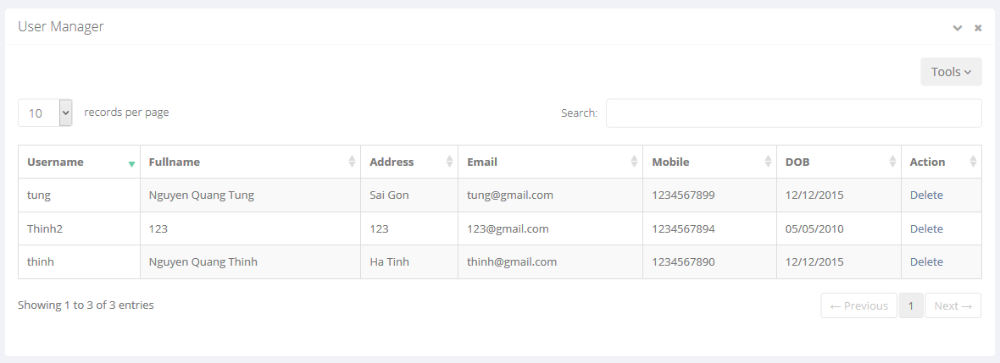 User Manager
Tools
10 records per page Search:
Username Fullname Address Email Mobile DOB Action
tung Nguyen Quang Tung Sai Gon tung@gmail.com 1234567899 12/12/2015 Delete
Thinh2 123 123 123@gmail.com 1234567894 05/05/2010 Delete
thinh Nguyen Quang Thinh Ha Tinh thinh@gmail.com 1234567890 12/12/2015 Delete
Showing 1 to 3 of 3 entries ← Previous 1 Next →